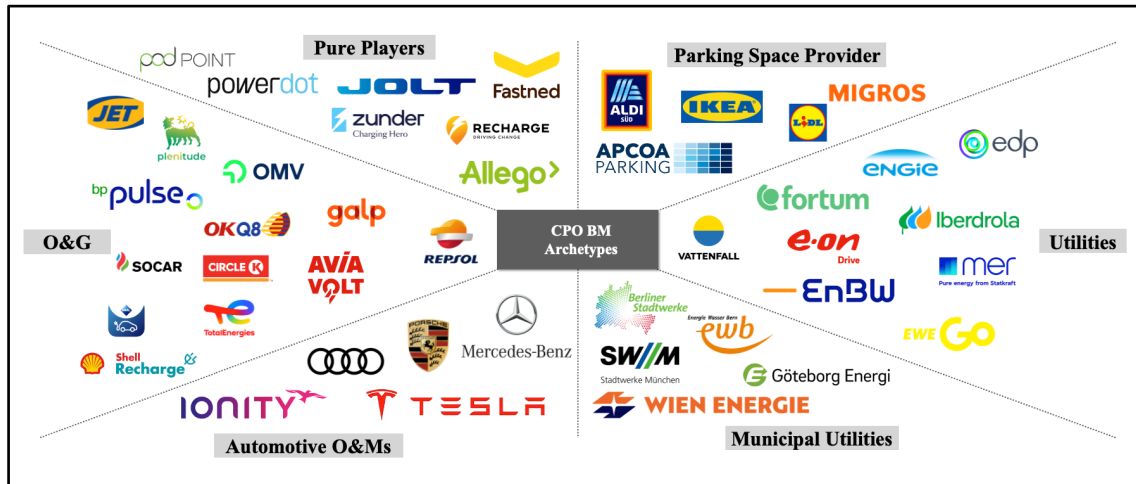 Pure Players
pod POINT
powerdot
JOLT
Fastned
zunder
Charging Hero
RECHARGE
DRIVING CHANGE
Allego
Parking Space Provider
ALDI
SÜD
IKEA
LIDL
MIGROS
APCOA
PARKING
O&G
JET
plenitude
OMV
bp
pulse
OKQ8
galp
REPSOL
SOCAR
CIRCLE K
AVIA
VOLT
TotalEnergies
Shell
Recharge
CPO BM
Archetypes
Utilities
edp
ENGIE
fortum
Iberdrola
VATTENFALL
e.on
Drive
mer
Pure energy from Statkraft
EnBW
EWE Go
Automotive O&Ms
PORSCHE
Mercedes-Benz
IONITY
TESLA
Municipal Utilities
Berliner
Stadtwerke
Energie Wasser Bern
ewb
SW//M
Stadtwerke München
Göteborg Energi
WIEN ENERGIE